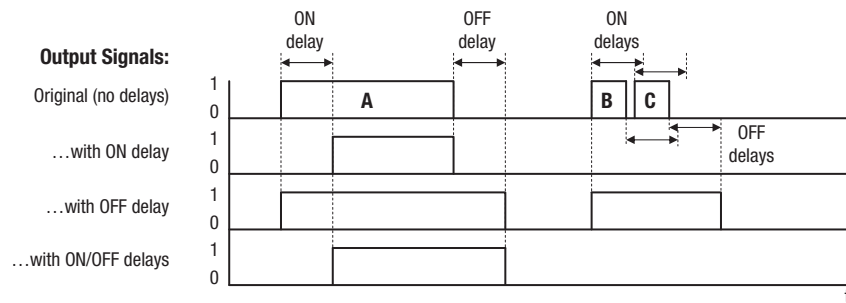 ON
delay
OFF
delay
ON
delays
Output Signals:
Original (no delays)
1
0
A
B
C
OFF
delays
…with ON delay
1
0
…with OFF delay
1
0
…with ON/OFF delays
1
0